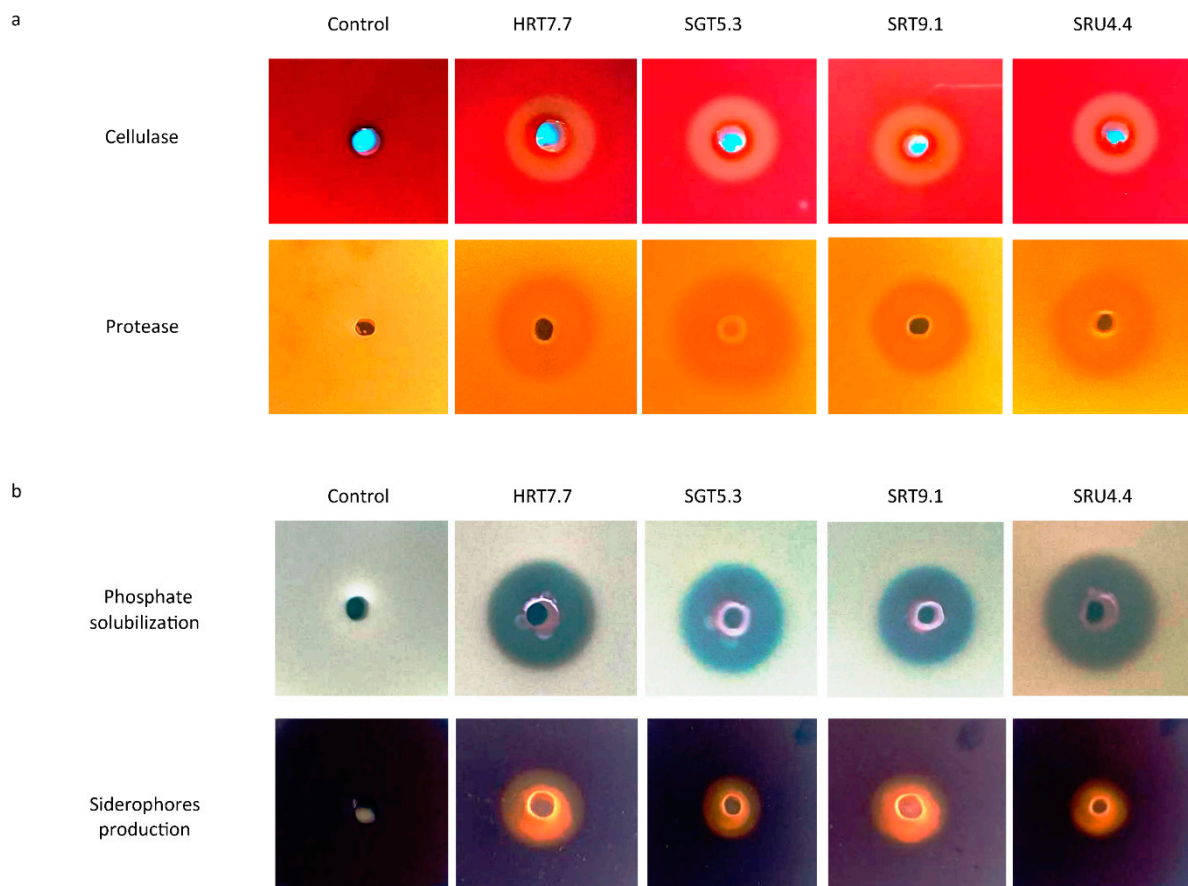 a
Control HRT7.7 SGT5.3 SRT9.1 SRU4.4
Cellulase
Protease
b
Control HRT7.7 SGT5.3 SRT9.1 SRU4.4
Phosphate
solubilization
Siderophores
production